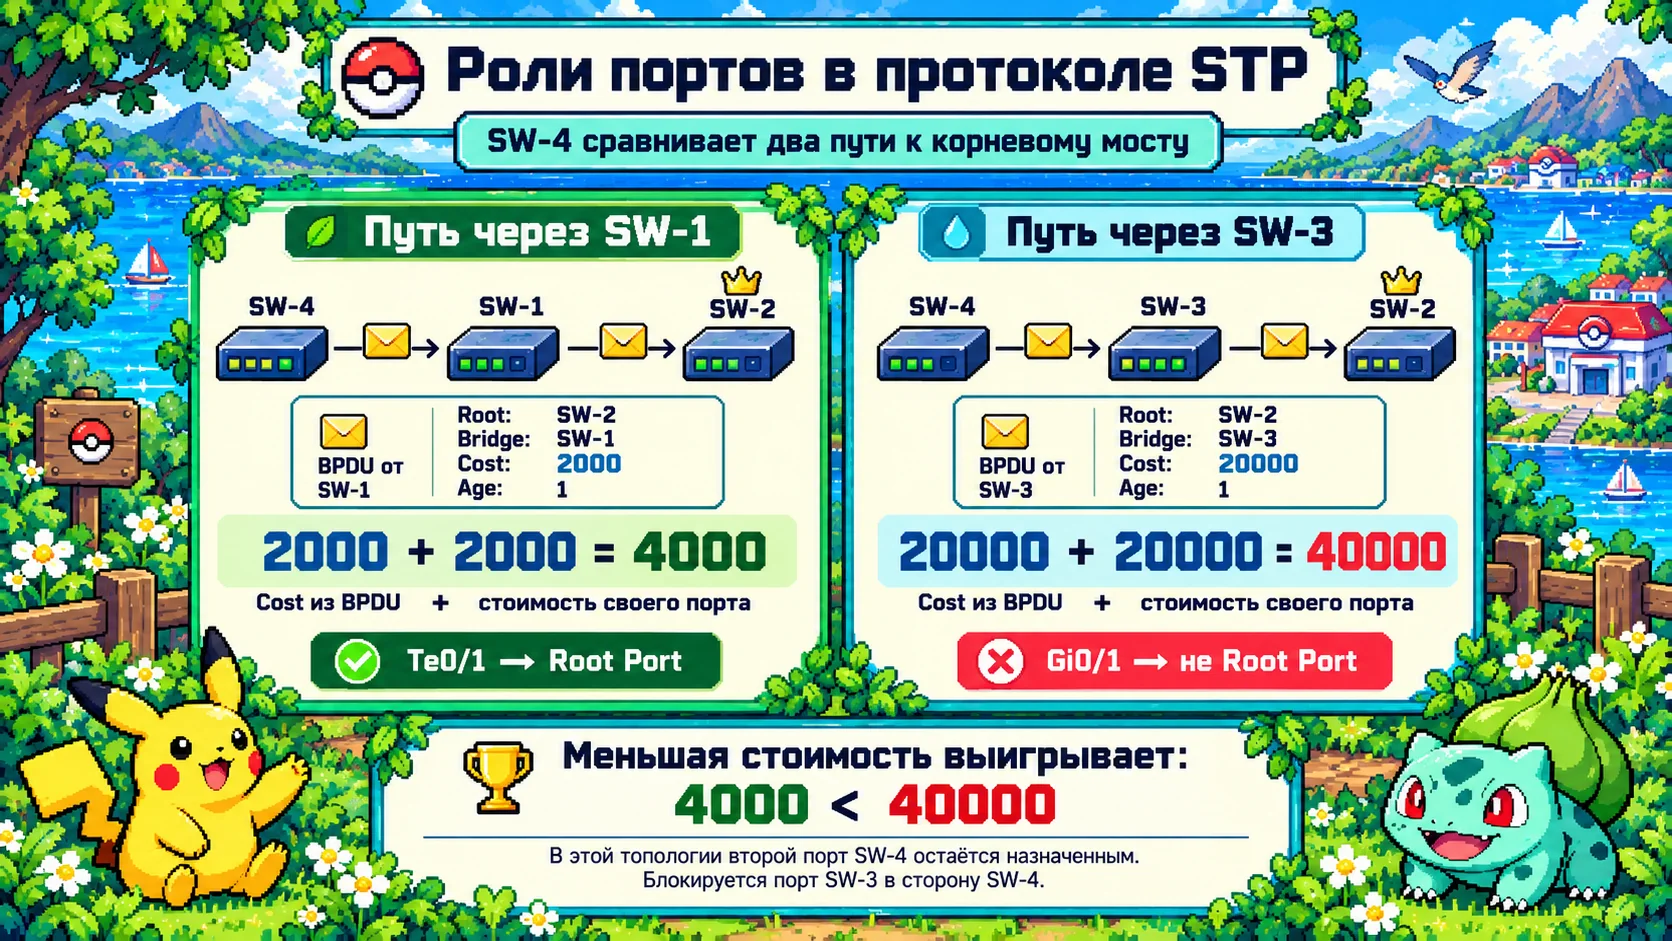 Роли портов в протоколе STP
SW-4 сравнивает два пути к корневому мосту
Путь через SW-1
SW-4
SW-1
SW-2
BPDU от
SW-1
Root: SW-2
Bridge: SW-1
Cost: 2000
Age: 1
2000 + 2000 = 4000
Cost из BPDU + стоимость своего порта
Te0/1 → Root Port
Путь через SW-3
SW-4
SW-3
SW-2
BPDU от
SW-3
Root: SW-2
Bridge: SW-3
Cost: 20000
Age: 1
20000 + 20000 = 40000
Cost из BPDU + стоимость своего порта
Gi0/1 → не Root Port
Меньшая стоимость выигрывает:
4000 < 40000
В этой топологии второй порт SW-4 остаётся назначенным.
Блокируется порт SW-3 в сторону SW-4.